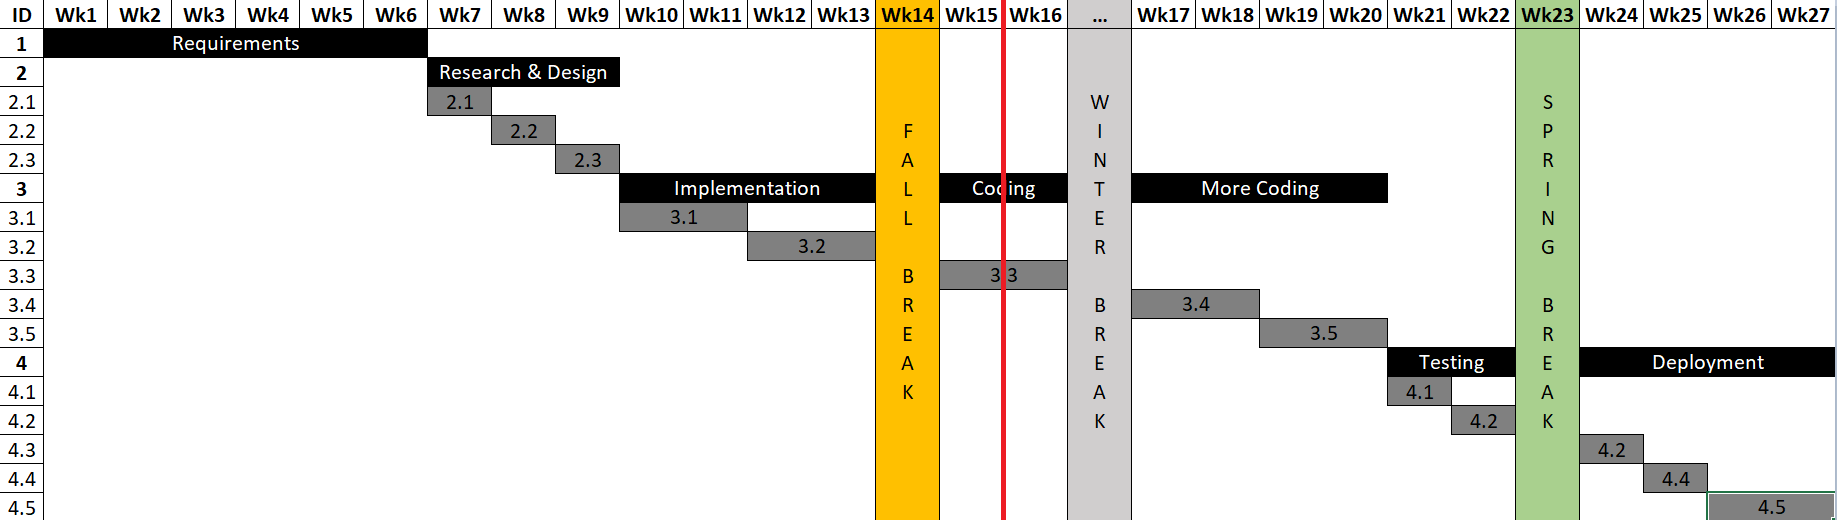 ID Wk1 Wk2 Wk3 Wk4 Wk5 Wk6 Wk7 Wk8 Wk9 Wk10 Wk11 Wk12 Wk13 Wk14 Wk15 Wk16 ... Wk17 Wk18 Wk19 Wk20 Wk21 Wk22 Wk23 Wk24 Wk25 Wk26 Wk27
1 Requirements
2 Research & Design
2.1 2.1
2.2 2.2
2.3 2.3
3 Implementation Coding More Coding
3.1 3.1
3.2 3.2
3.3 3.3
3.4 3.4
3.5 3.5
4 Testing Deployment
4.1 4.1
4.2 4.2
4.3 4.2
4.4 4.4
4.5 4.5
FALL BREAK
WINTER BREAK
SPRING BREAK